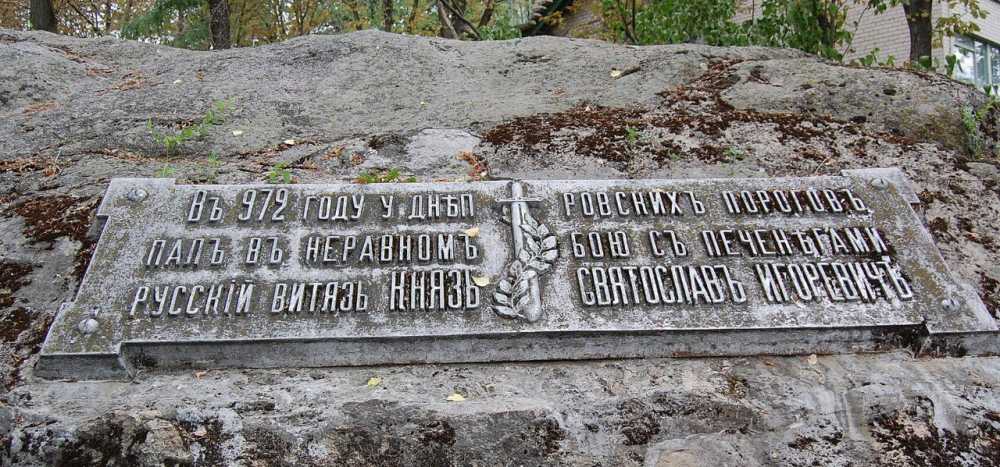 Въ 972 году у Днѣпровскихъ пороговъ
палъ въ неравномъ бою съ печенѣгами
русскій витязь Князь Святославъ Игоревичъ